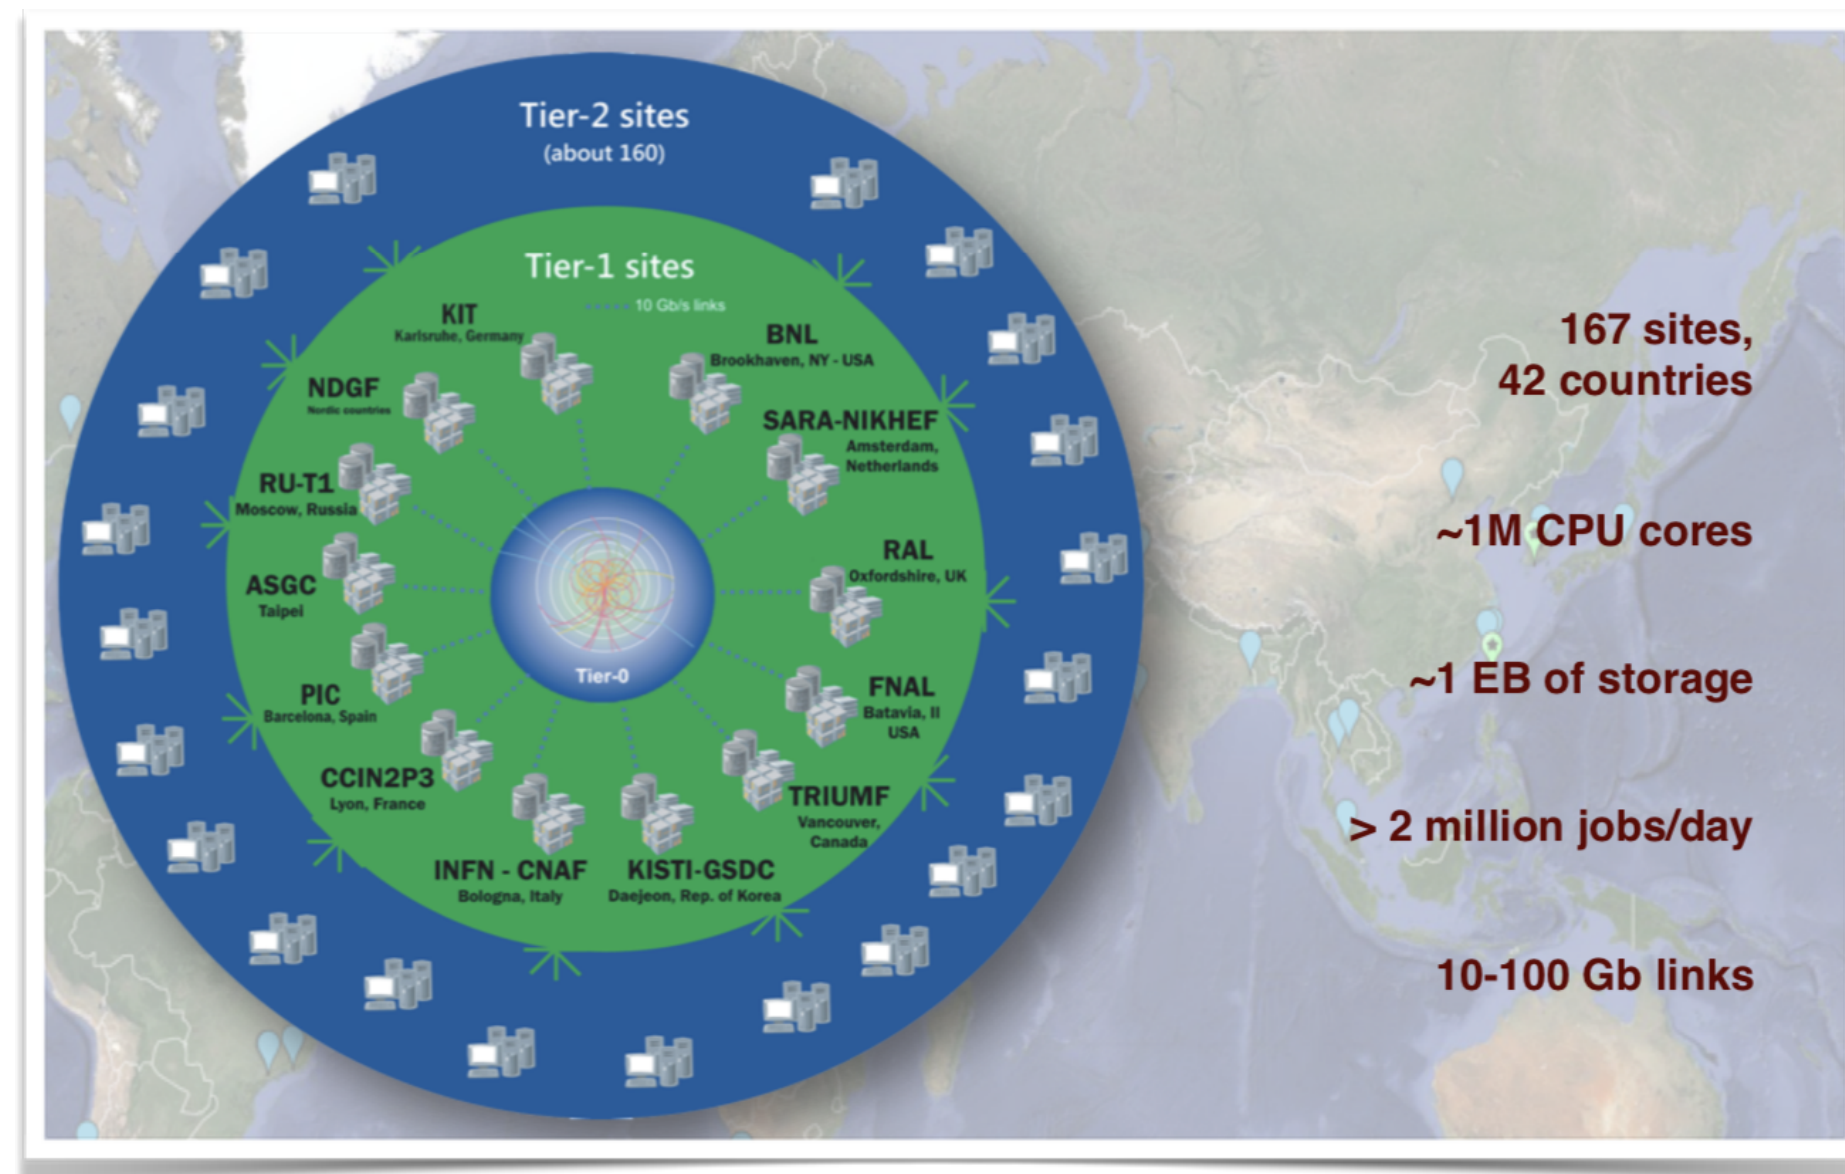 Tier-2 sites
(about 160)
Tier-1 sites
10 Gb/s links
KIT
Karlsruhe, Germany
BNL
Brookhaven, NY - USA
NDGF
Nordic countries
SARA-NIKHEF
Amsterdam,
Netherlands
RU-T1
Moscow, Russia
RAL
Oxfordshire, UK
ASGC
Taipei
Tier-0
PIC
Barcelona, Spain
FNAL
Batavia, Il
USA
CCIN2P3
Lyon, France
TRIUMF
Vancouver,
Canada
INFN - CNAF
Bologna, Italy
KISTI-GSDC
Daejeon, Rep. of Korea
167 sites,
42 countries
~1M CPU cores
~1 EB of storage
> 2 million jobs/day
10-100 Gb links